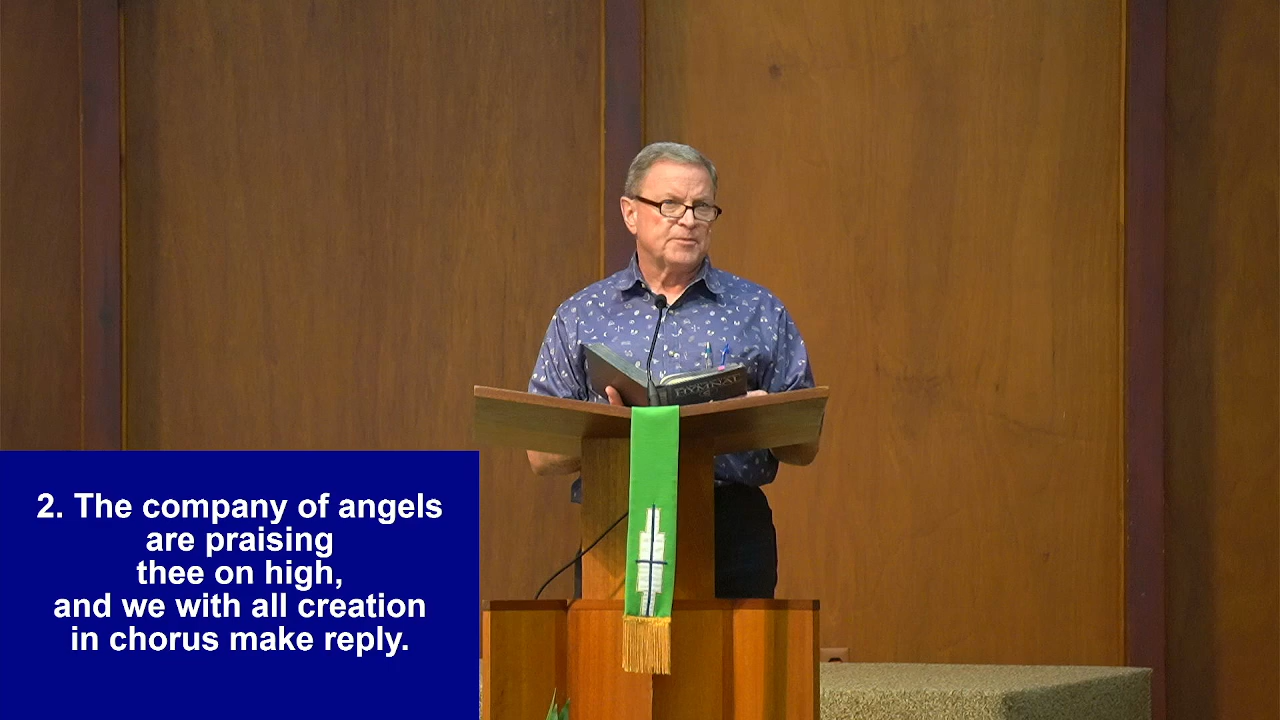 2. The company of angels
are praising
thee on high,
and we with all creation
in chorus make reply.
HYMNAL